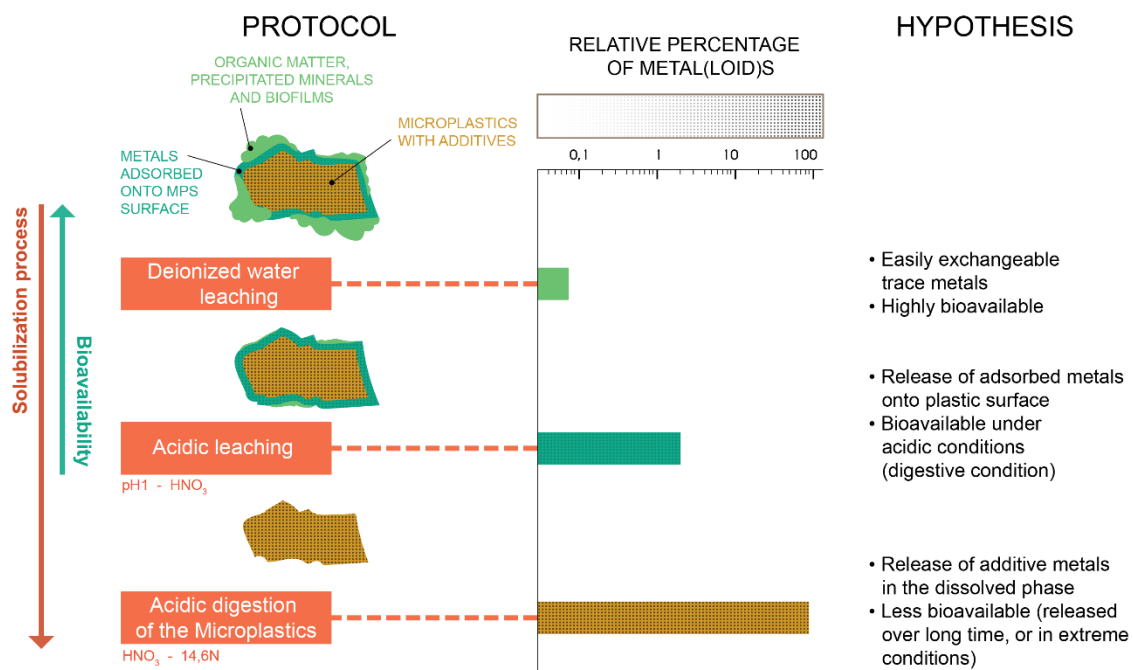 PROTOCOL
HYPOTHESIS
RELATIVE PERCENTAGE
OF METAL(LOID)S
ORGANIC MATTER,
PRECIPITATED MINERALS
AND BIOFILMS
MICROPLASTICS
WITH ADDITIVES
METALS
ADSORBED
ONTO MPS
SURFACE
0,1 1 10 100
Solubilization process
Bioavailability
Deionized water
leaching
• Easily exchangeable
trace metals
• Highly bioavailable
Acidic leaching
pH1 - HNO₃
• Release of adsorbed metals
onto plastic surface
• Bioavailable under
acidic conditions
(digestive condition)
Acidic digestion
of the Microplastics
HNO₃ - 14,6N
• Release of additive metals
in the dissolved phase
• Less bioavailable (released
over long time, or in extreme
conditions)